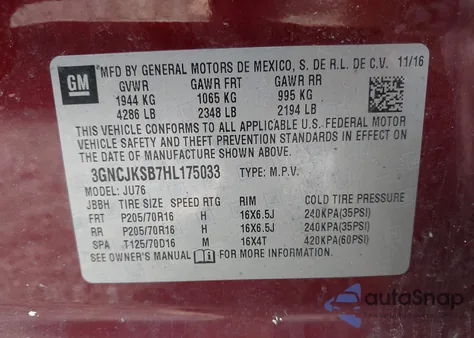 GM
MFD BY GENERAL MOTORS DE MEXICO, S. DE R.L. DE C.V. 11/16
GVWR GAWR FRT GAWR RR
1944 KG 1065 KG 995 KG
4286 LB 2348 LB 2194 LB
THIS VEHICLE CONFORMS TO ALL APPLICABLE U.S. FEDERAL MOTOR
VEHICLE SAFETY AND THEFT PREVENTION STANDARDS IN EFFECT ON
THE DATE OF MANUFACTURE SHOWN ABOVE.
3GNCJKSB7HL175033 TYPE: M.P.V.
MODEL: JU76
JBBH TIRE SIZE SPEED RTG RIM COLD TIRE PRESSURE
FRT P205/70R16 H 16X6.5J 240KPA(35PSI)
RR P205/70R16 H 16X6.5J 240KPA(35PSI)
SPA T125/70D16 M 16X4T 420KPA(60PSI)
SEE OWNER'S MANUAL FOR MORE INFORMATION.
autoSnap